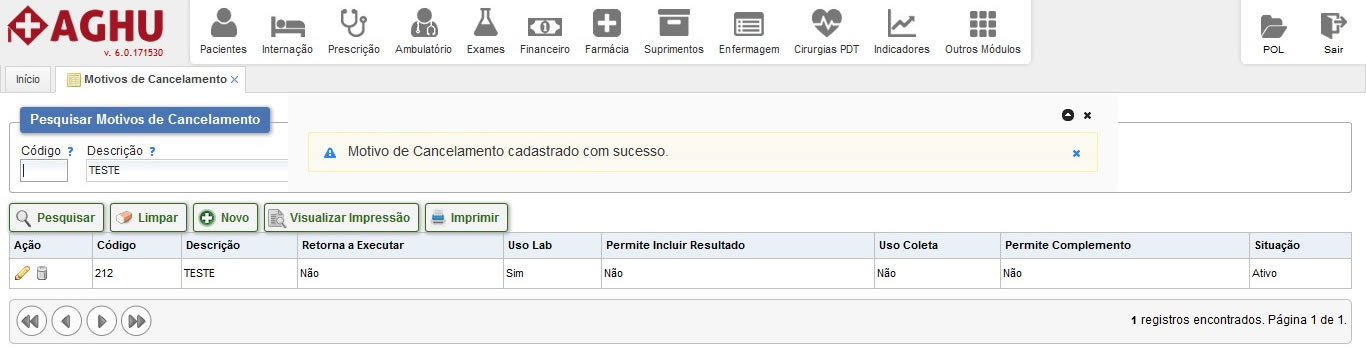 AGHU
v. 6.0.171530
Pacientes Internação Prescrição Ambulatório Exames Financeiro Farmácia Suprimentos Enfermagem Cirurgias PDT Indicadores Outros Módulos POL Sair
Início Motivos de Cancelamento ×
Pesquisar Motivos de Cancelamento
Motivo de Cancelamento cadastrado com sucesso.
Código ? Descrição ?
TESTE
Pesquisar Limpar Novo Visualizar Impressão Imprimir
Ação Código Descrição Retorna a Executar Uso Lab Permite Incluir Resultado Uso Coleta Permite Complemento Situação
212 TESTE Não Sim Não Não Não Ativo
1 registros encontrados. Página 1 de 1.